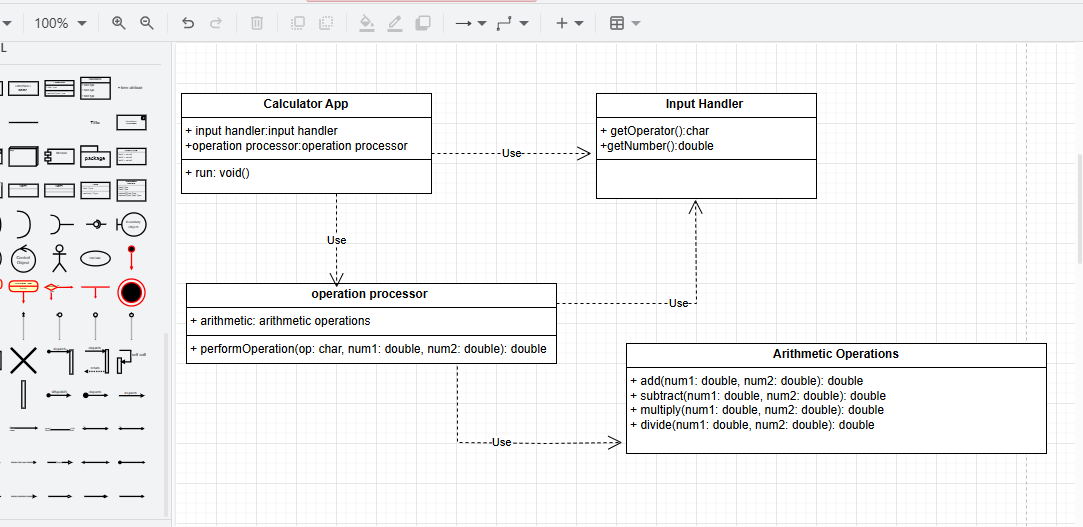 100%
L
Title
package
Calculator App
+ input handler:input handler
+operation processor:operation processor
+ run: void()
Use
Input Handler
+ getOperator():char
+getNumber():double
Use
operation processor
+ arithmetic: arithmetic operations
+ performOperation(op: char, num1: double, num2: double): double
Use
Arithmetic Operations
+ add(num1: double, num2: double): double
+ subtract(num1: double, num2: double): double
+ multiply(num1: double, num2: double): double
+ divide(num1: double, num2: double): double
Use